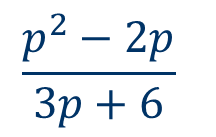 p² − 2p
3p + 6